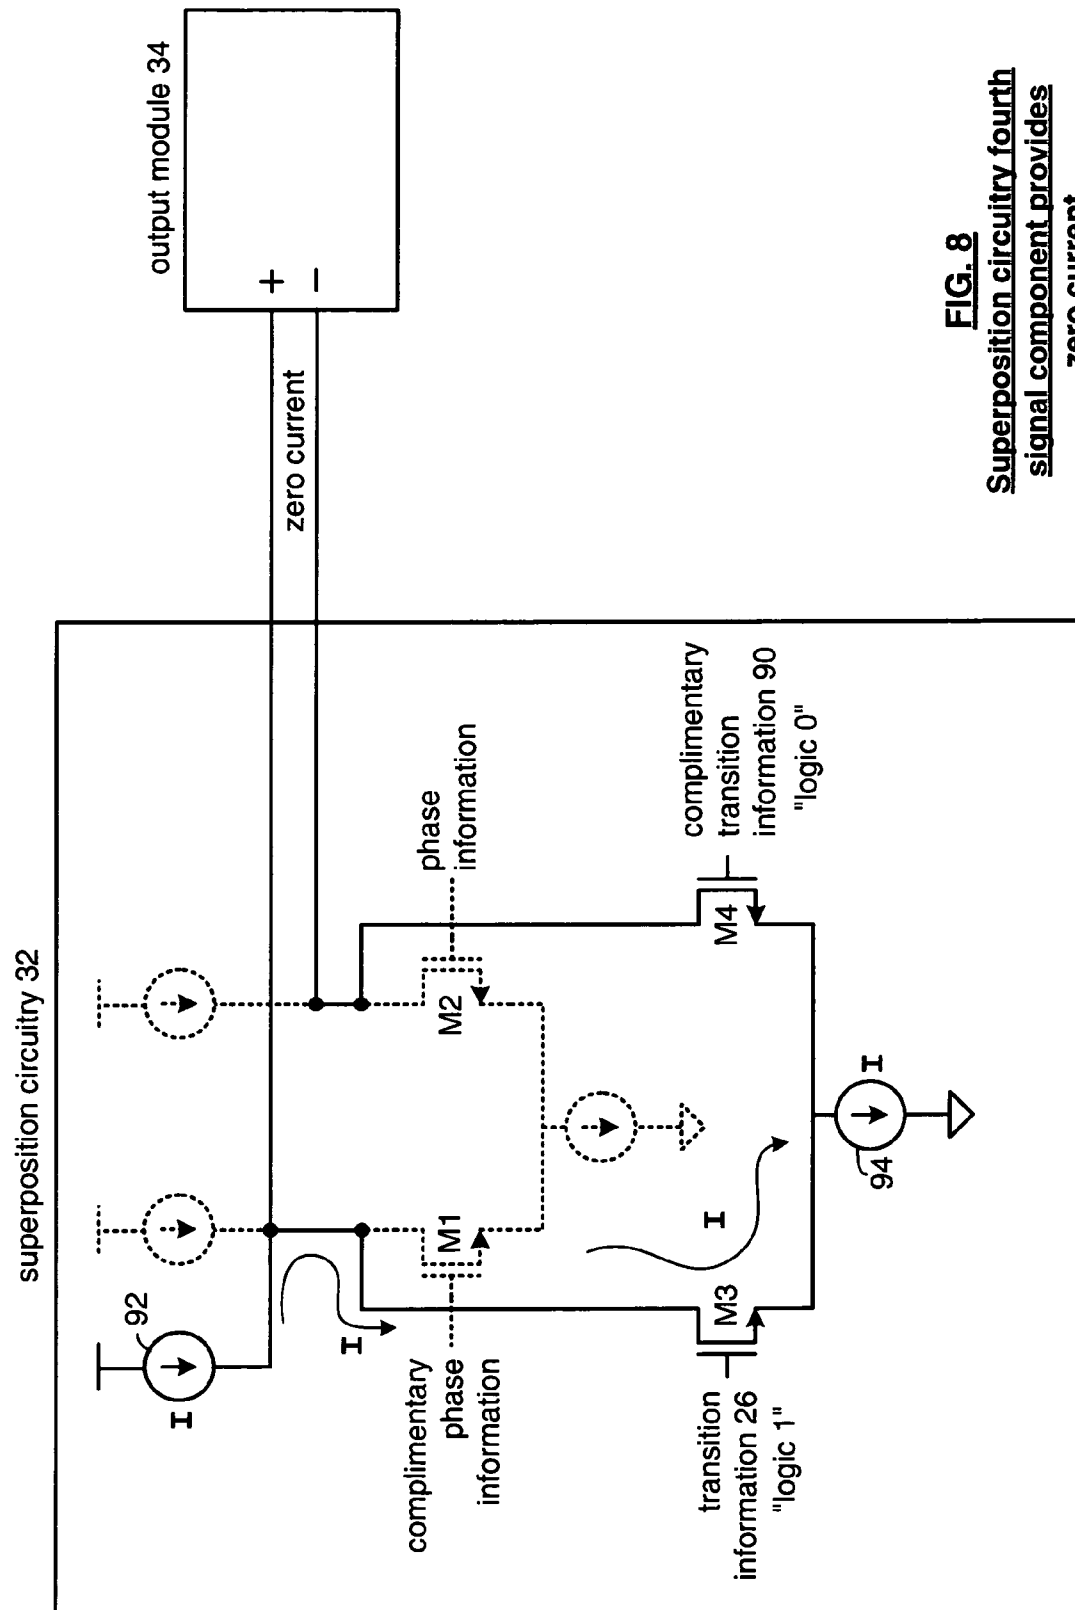 superposition circuitry 32
output module 34
+
−
zero current
I
92
I
complimentary
phase
information
M1
M2
phase
information
transition
information 26
"logic 1"
M3
I
M4
complimentary
transition
information 90
"logic 0"
94
I
FIG. 8
Superposition circuitry fourth
signal component provides
zero current